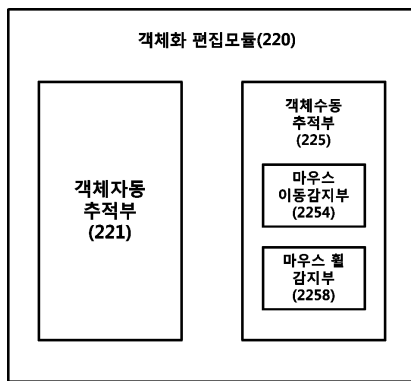 객체화 편집모듈(220)
객체자동
추적부
(221)
객체수동
추적부
(225)
마우스
이동감지부
(2254)
마우스 휠
감지부
(2258)